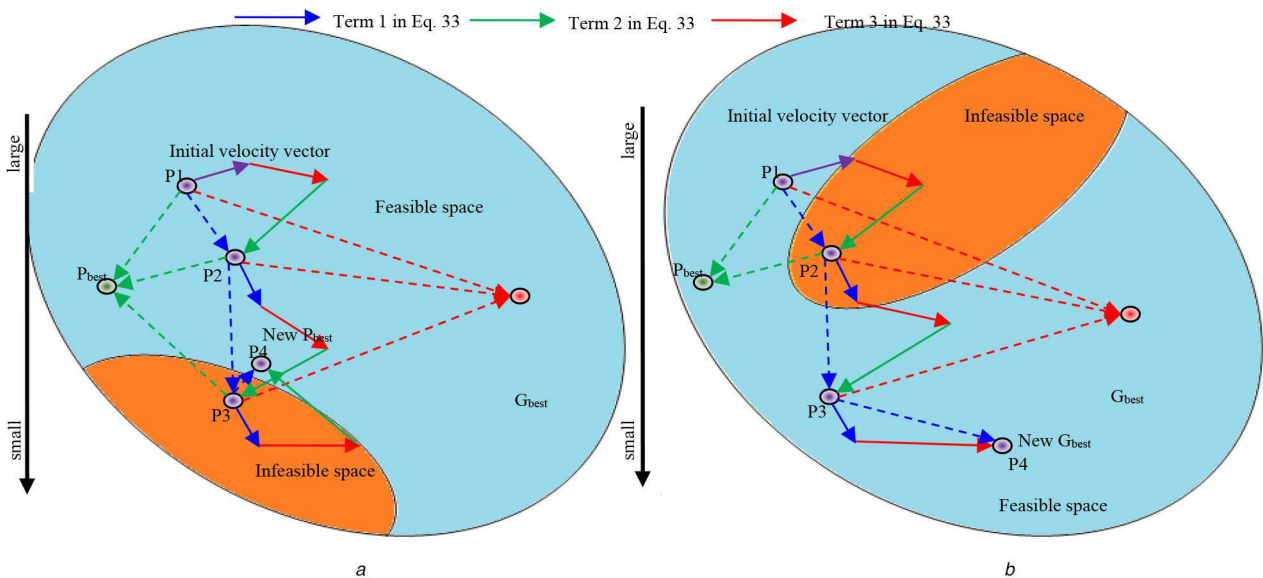 Term 1 in Eq. 33
Term 2 in Eq. 33
Term 3 in Eq. 33
large
small
Initial velocity vector
P1
Feasible space
Pbest
P2
New Pbest
P4
P3
Gbest
Infeasible space
a
large
small
Initial velocity vector
Infeasible space
P1
P2
Pbest
Gbest
P3
New Gbest
P4
Feasible space
b